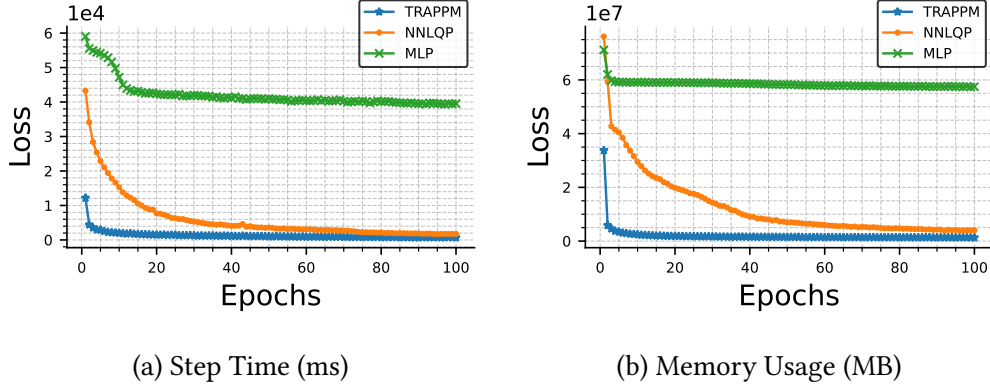 1e4
TRAPPM
NNLQP
MLP
6
5
4
3
2
1
0
Loss
0 20 40 60 80 100
Epochs
(a) Step Time (ms)
1e7
TRAPPM
NNLQP
MLP
6
4
2
0
Loss
0 20 40 60 80 100
Epochs
(b) Memory Usage (MB)